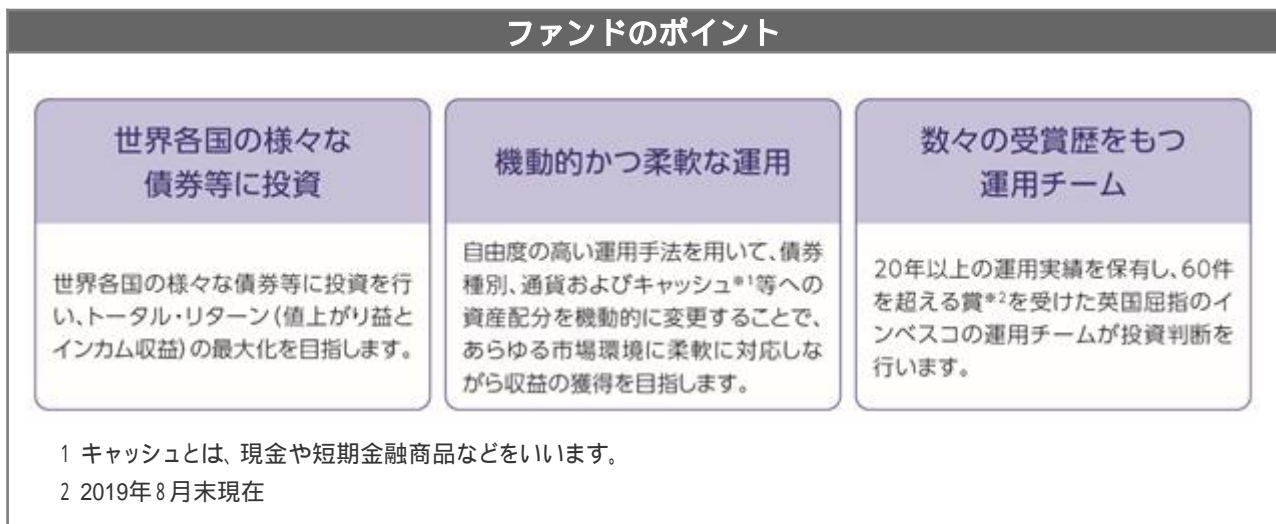 ファンドのポイント
世界各国の様々な
債券等に投資
世界各国の様々な債券等に投資を行
い、トータル・リターン(値上がり益と
インカム収益)の最大化を目指します。
機動的かつ柔軟な運用
自由度の高い運用手法を用いて、債券
種別、通貨およびキャッシュ※1等への
資産配分を機動的に変更することで、
あらゆる市場環境に柔軟に対応しな
がら収益の獲得を目指します。
数々の受賞歴をもつ
運用チーム
20年以上の運用実績を保有し、60件
を超える賞※2を受けた英国屈指のイ
ンベスコの運用チームが投資判断を
行います。
1 キャッシュとは、現金や短期金融商品などをいいます。
2 2019年8月末現在